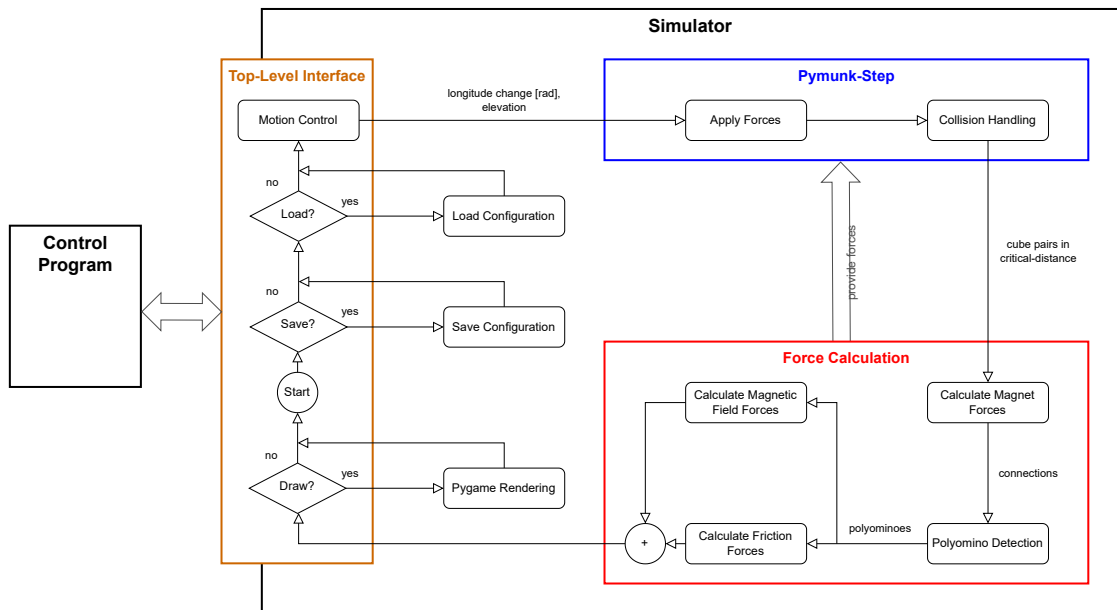 Simulator
Top-Level Interface
Pymunk-Step
longitude change [rad],
elevation
Motion Control
Apply Forces
Collision Handling
no
yes
Load?
Load Configuration
Control
Program
provide forces
cube pairs in
critical-distance
no
yes
Save?
Save Configuration
Force Calculation
Start
Calculate Magnetic
Field Forces
Calculate Magnet
Forces
no
yes
Draw?
Pygame Rendering
connections
polyominoes
+
Calculate Friction
Forces
Polyomino Detection